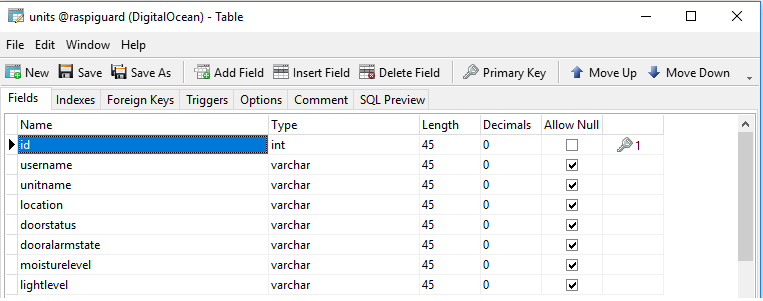 units @raspiguard (DigitalOcean) - Table
File Edit Window Help
New Save Save As Add Field Insert Field Delete Field Primary Key Move Up Move Down
Fields Indexes Foreign Keys Triggers Options Comment SQL Preview
Name Type Length Decimals Allow Null
id int 45 0 1
username varchar 45 0
unitname varchar 45 0
location varchar 45 0
doorstatus varchar 45 0
dooralarmstate varchar 45 0
moisturelevel varchar 45 0
lightlevel varchar 45 0